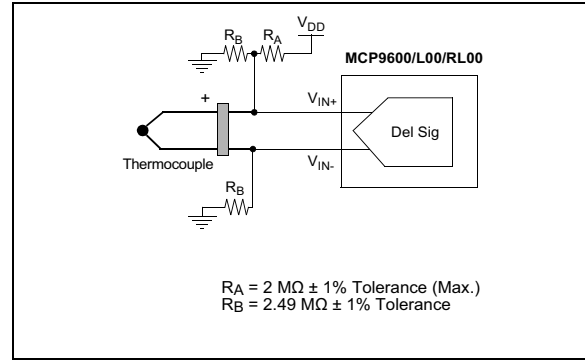 V_DD
R_B R_A
MCP9600/L00/RL00
+
V_IN+
Del Sig
Thermocouple
V_IN-
R_B
R_A = 2 MΩ ± 1% Tolerance (Max.)
R_B = 2.49 MΩ ± 1% Tolerance